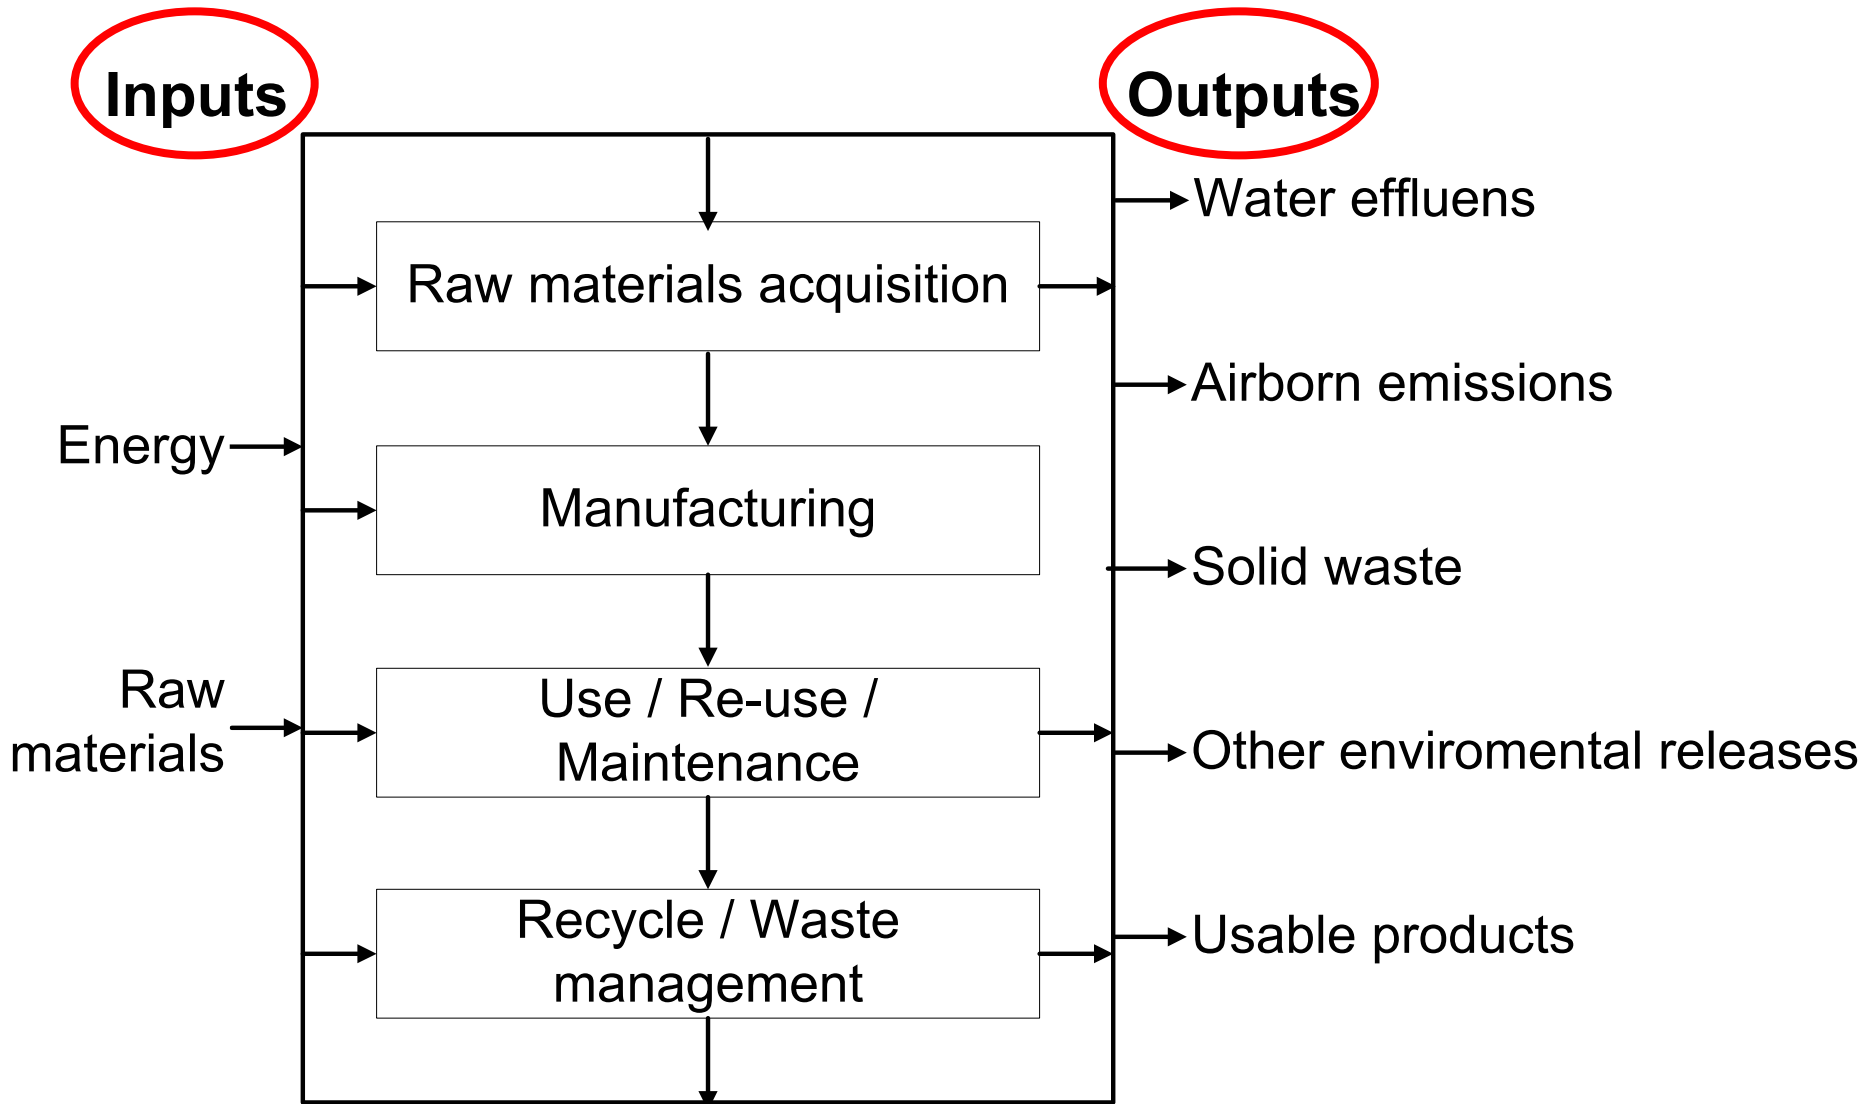 Inputs
Outputs
Water effluens
Raw materials acquisition
Airborn emissions
Energy
Manufacturing
Solid waste
Raw
materials
Use / Re-use /
Maintenance
Other enviromental releases
Recycle / Waste
management
Usable products